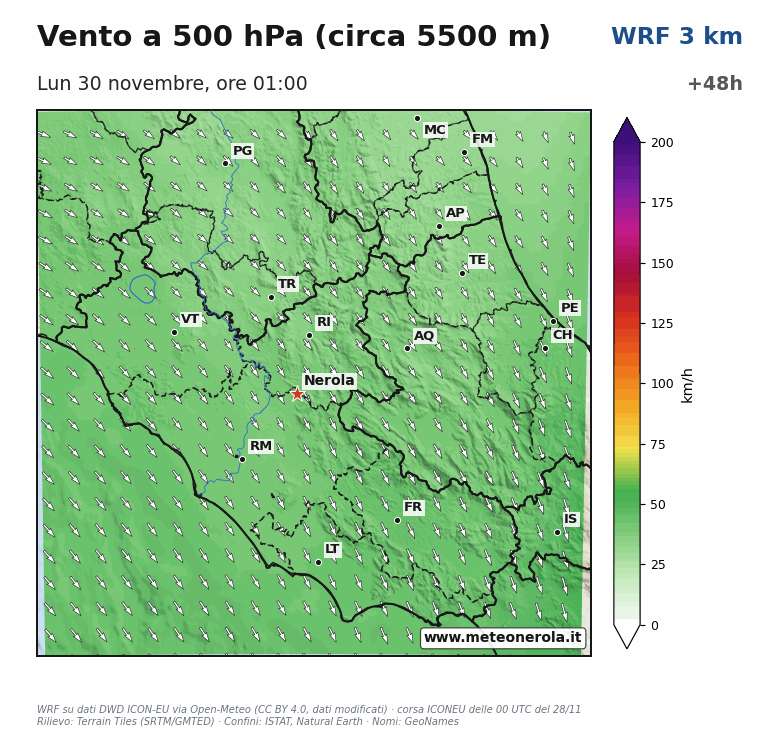 Vento a 500 hPa (circa 5500 m)
WRF 3 km
Lun 30 novembre, ore 01:00
+48h
MC
FM
PG
AP
TE
TR
PE
VT
RI
AQ
CH
Nerola
RM
FR
IS
LT
www.meteonerola.it
200
175
150
125
100
75
50
25
0
km/h
WRF su dati DWD ICON-EU via Open-Meteo (CC BY 4.0, dati modificati) · corsa ICONEU delle 00 UTC del 28/11
Rilievo: Terrain Tiles (SRTM/GMTED) · Confini: ISTAT, Natural Earth · Nomi: GeoNames